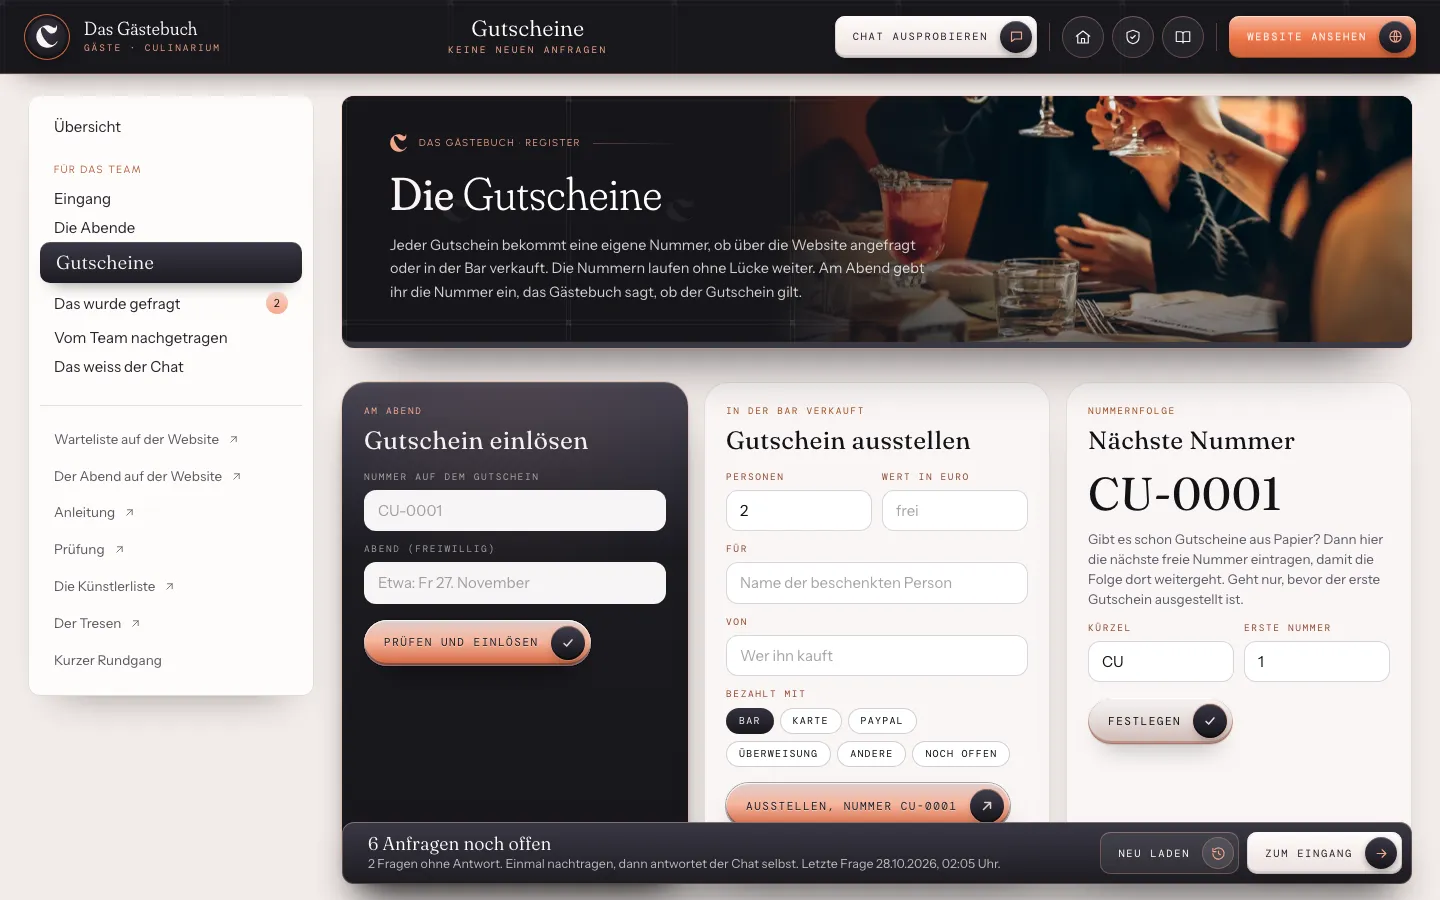 Das Gästebuch
GÄSTE · CULINARIUM
Gutscheine
KEINE NEUEN ANFRAGEN
CHAT AUSPROBIEREN
WEBSITE ANSEHEN
Übersicht
FÜR DAS TEAM
Eingang
Die Abende
Gutscheine
Das wurde gefragt
2
Vom Team nachgetragen
Das weiss der Chat
Warteliste auf der Website
Der Abend auf der Website
Anleitung
Prüfung
Die Künstlerliste
Der Tresen
Kurzer Rundgang
DAS GÄSTEBUCH · REGISTER
Die Gutscheine
Jeder Gutschein bekommt eine eigene Nummer, ob über die Website angefragt
oder in der Bar verkauft. Die Nummern laufen ohne Lücke weiter. Am Abend gebt
ihr die Nummer ein, das Gästebuch sagt, ob der Gutschein gilt.
AM ABEND
Gutschein einlösen
NUMMER AUF DEM GUTSCHEIN
CU-0001
ABEND (FREIWILLIG)
Etwa: Fr 27. November
PRÜFEN UND EINLÖSEN
IN DER BAR VERKAUFT
Gutschein ausstellen
PERSONEN
WERT IN EURO
2
frei
FÜR
Name der beschenkten Person
VON
Wer ihn kauft
BEZAHLT MIT
BAR
KARTE
PAYPAL
ÜBERWEISUNG
ANDERE
NOCH OFFEN
AUSSTELLEN, NUMMER CU-0001
NUMMERNFOLGE
Nächste Nummer
CU-0001
Gibt es schon Gutscheine aus Papier? Dann hier
die nächste freie Nummer eintragen, damit die
Folge dort weitergeht. Geht nur, bevor der erste
Gutschein ausgestellt ist.
KÜRZEL
ERSTE NUMMER
CU
1
FESTLEGEN
6 Anfragen noch offen
2 Fragen ohne Antwort. Einmal nachtragen, dann antwortet der Chat selbst. Letzte Frage 28.10.2026, 02:05 Uhr.
NEU LADEN
ZUM EINGANG